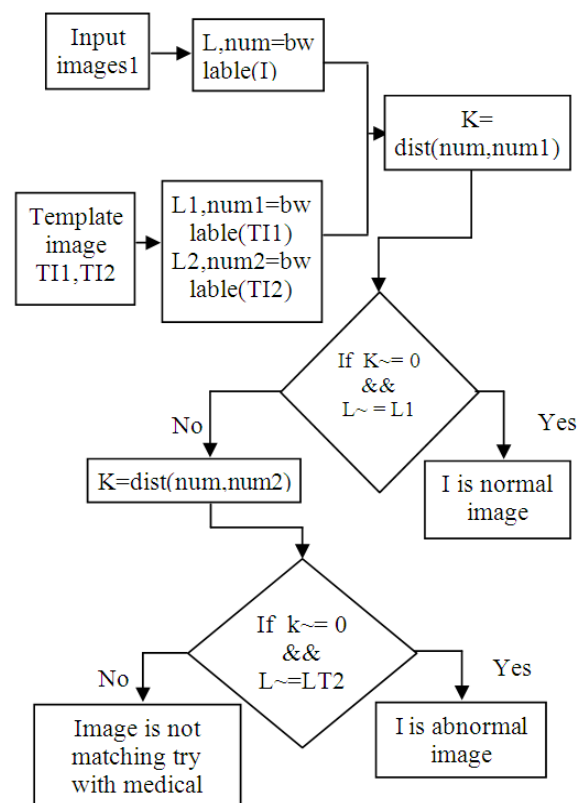 Input
images1
L,num=bw
lable(I)
K=
dist(num,num1)
Template
image
TI1,TI2
L1,num1=bw
lable(TI1)
L2,num2=bw
lable(TI2)
If K~= 0
&&
L~ = L1
No
Yes
K=dist(num,num2)
I is normal
image
If k~= 0
&&
L~=LT2
No
Yes
Image is not
matching try
with medical
I is abnormal
image